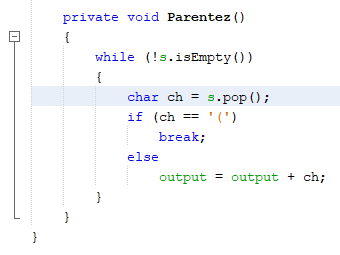 private void Parentez()
{
while (!s.isEmpty())
{
char ch = s.pop();
if (ch == '(')
break;
else
output = output + ch;
}
}
}